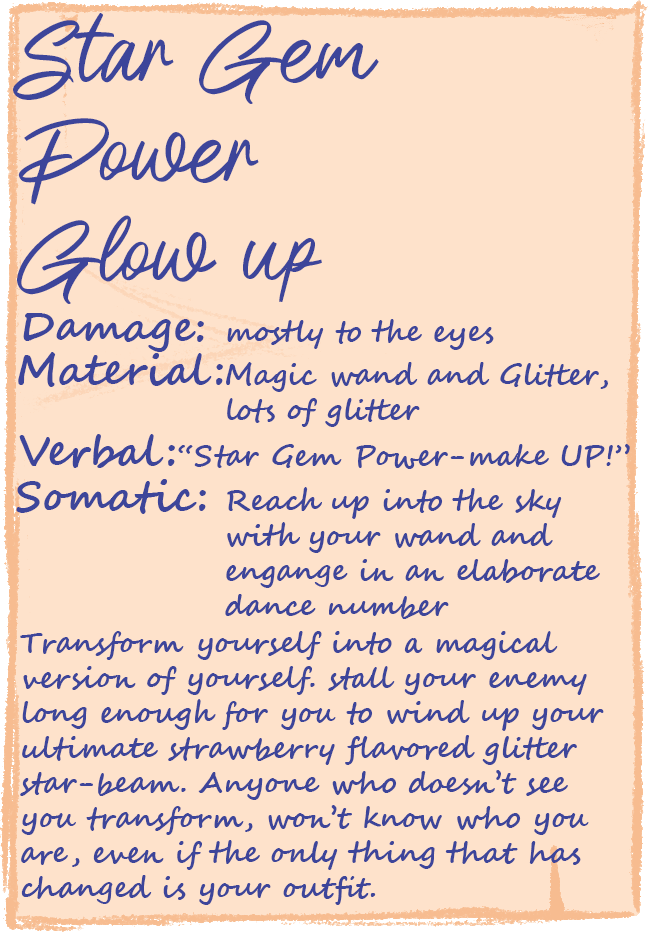 Star Gem
Power
Glow up
Damage: mostly to the eyes
Material: Magic wand and Glitter,
lots of glitter
Verbal: “Star Gem Power-make UP!”
Somatic: Reach up into the sky
with your wand and
engange in an elaborate
dance number
Transform yourself into a magical
version of yourself. stall your enemy
long enough for you to wind up your
ultimate strawberry flavored glitter
star-beam. Anyone who doesn’t see
you transform, won’t know who you
are, even if the only thing that has
changed is your outfit.